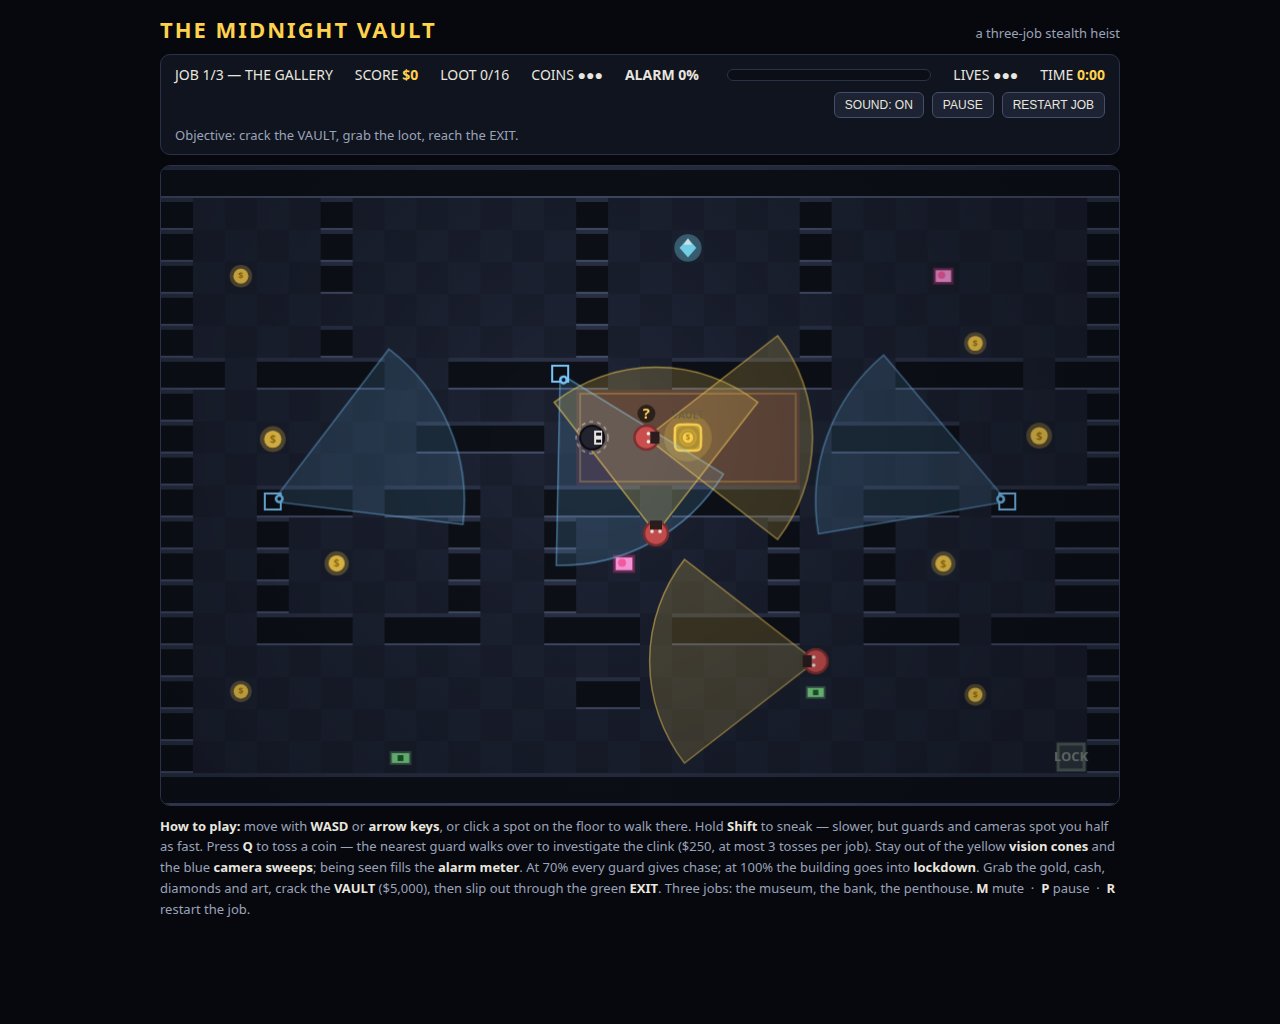 THE MIDNIGHT VAULT
a three-job stealth heist
JOB 1/3 — THE GALLERY SCORE $0 LOOT 0/16 COINS ●●● ALARM 0% LIVES ●●● TIME 0:00
SOUND: ON PAUSE RESTART JOB
Objective: crack the VAULT, grab the loot, reach the EXIT.
$
$
?
$
$
$
$
$
$
$
LOCK
How to play: move with WASD or arrow keys, or click a spot on the floor to walk there. Hold Shift to sneak — slower, but guards and cameras spot you half
as fast. Press Q to toss a coin — the nearest guard walks over to investigate the clink ($250, at most 3 tosses per job). Stay out of the yellow vision cones and
the blue camera sweeps; being seen fills the alarm meter. At 70% every guard gives chase; at 100% the building goes into lockdown. Grab the gold, cash,
diamonds and art, crack the VAULT ($5,000), then slip out through the green EXIT. Three jobs: the museum, the bank, the penthouse. M mute · P pause · R
restart the job.